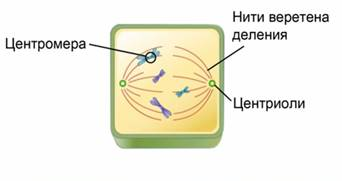 Центромера
Нити веретена
деления
Центриоли